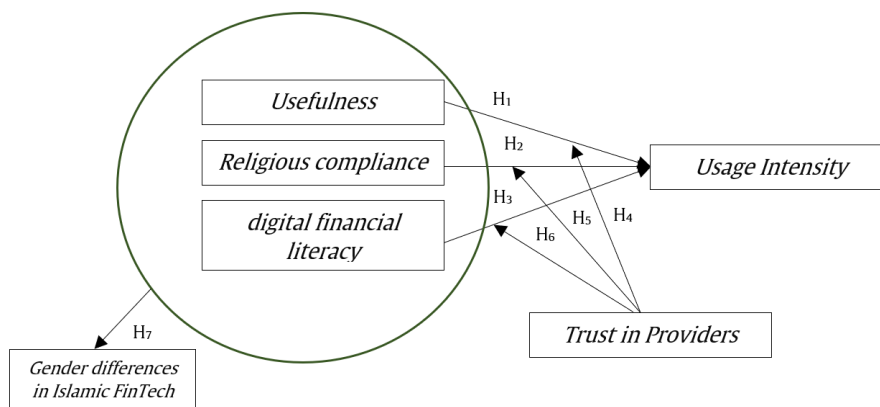 Usefulness
H₁
H₂
Religious compliance
Usage Intensity
H₃
digital financial
literacy
H₅
H₄
H₆
H₇
Trust in Providers
Gender differences
in Islamic FinTech